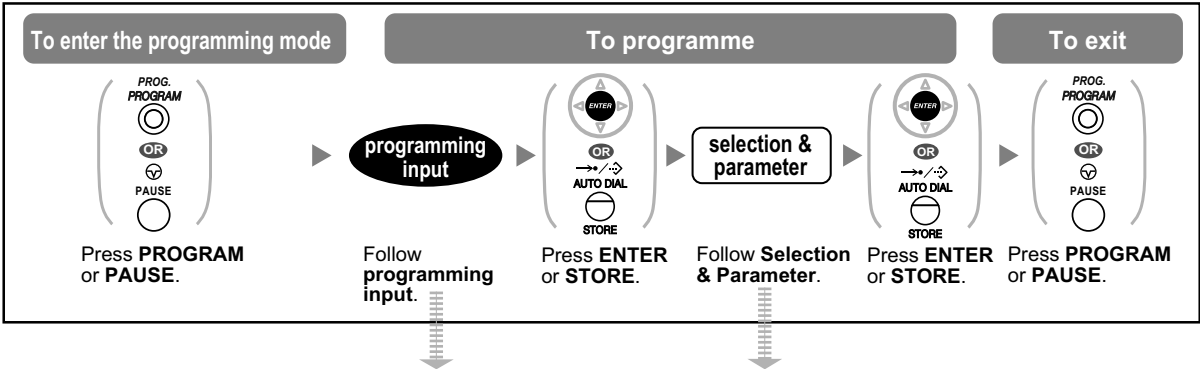 To enter the programming mode
To programme
To exit
PROG.
PROGRAM
OR
PAUSE
Press PROGRAM
or PAUSE.
programming
input
Follow
programming
input.
ENTER
OR
AUTO DIAL
STORE
Press ENTER
or STORE.
selection &
parameter
Follow Selection
& Parameter.
ENTER
OR
AUTO DIAL
STORE
Press ENTER
or STORE.
PROG.
PROGRAM
OR
PAUSE
Press PROGRAM
or PAUSE.